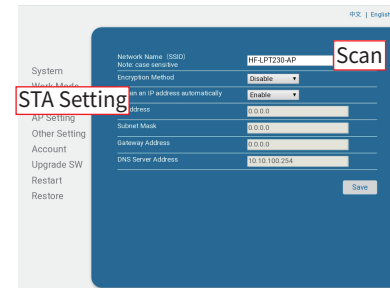 中文 | English
System
Work Mode
STA Setting
AP Setting
Other Setting
Account
Upgrade SW
Restart
Restore
Network Name (SSID)
Note: case sensitive
HF-LPT230-AP
Scan
Encryption Method
Disable
an IP address automatically
Enable
ddress
0.0.0.0
Subnet Mask
0.0.0.0
Gateway Address
0.0.0.0
DNS Server Address
10.10.100.254
Save